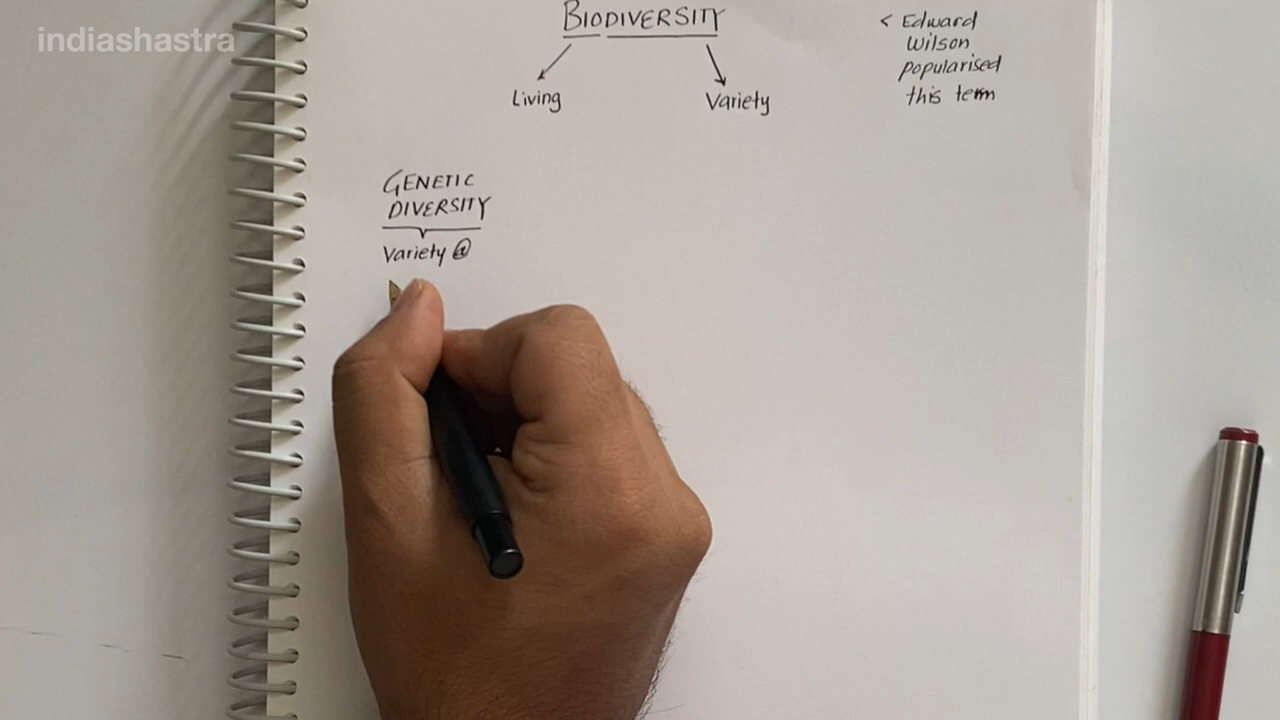 indiashastra
BIODIVERSITY
Living
Variety
< Edward
Wilson
popularised
this term
GENETIC
DIVERSITY
Variety @